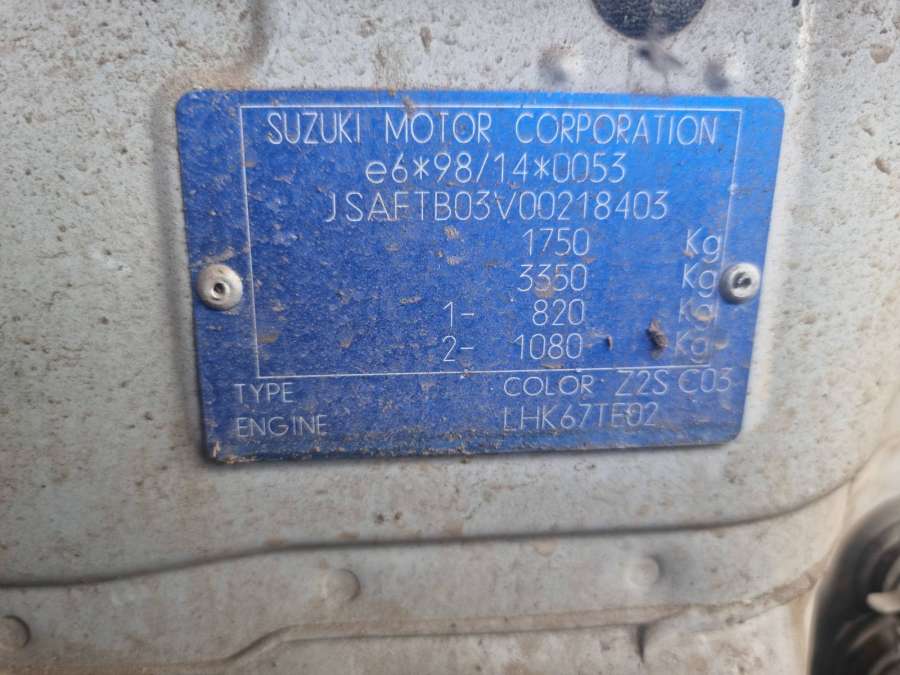 SUZUKI MOTOR CORPORATION
e6*98/14*0053
JSAFTB03V00218403
1750 Kg
3350 Kg
1- 820 Kg
2- 1080 Kg
TYPE COLOR Z2S C03
ENGINE LHK67TE02